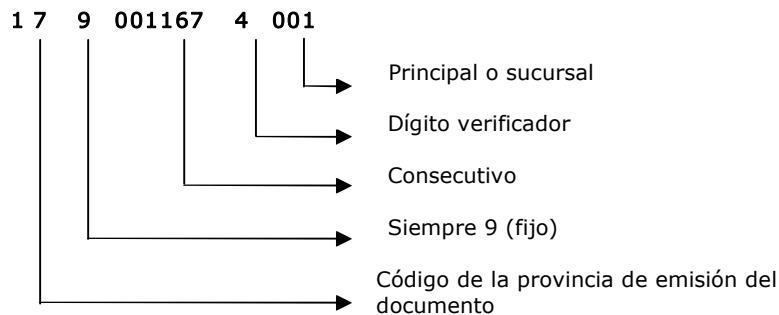 1 7 9 001167 4 001
Principal o sucursal
Dígito verificador
Consecutivo
Siempre 9 (fijo)
Código de la provincia de emisión del
documento